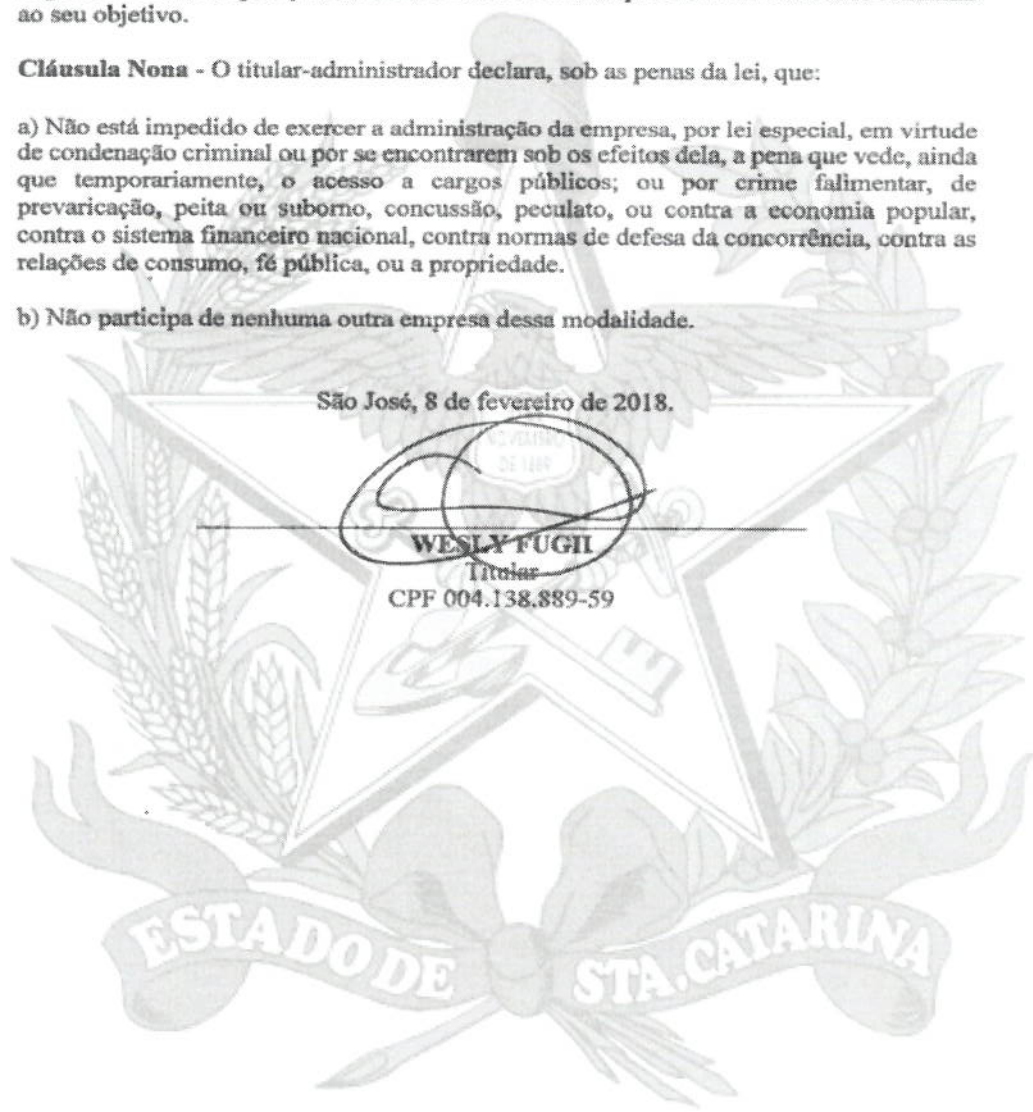 ao seu objetivo.
Cláusula Nona - O titular-administrador declara, sob as penas da lei, que:
a) Não está impedido de exercer a administração da empresa, por lei especial, em virtude
de condenação criminal ou por se encontrarem sob os efeitos dela, a pena que vede, ainda
que temporariamente, o acesso a cargos públicos; ou por crime falimentar, de
prevaricação, peita ou suborno, concussão, peculato, ou contra a economia popular,
contra o sistema financeiro nacional, contra normas de defesa da concorrência, contra as
relações de consumo, fé pública, ou a propriedade.
b) Não participa de nenhuma outra empresa dessa modalidade.
São José, 8 de fevereiro de 2018.
NOVEMBRO
DE 1889
WESLY FUGII
Titular
CPF 004.138.889-59
ESTADO DE STA. CATARINA